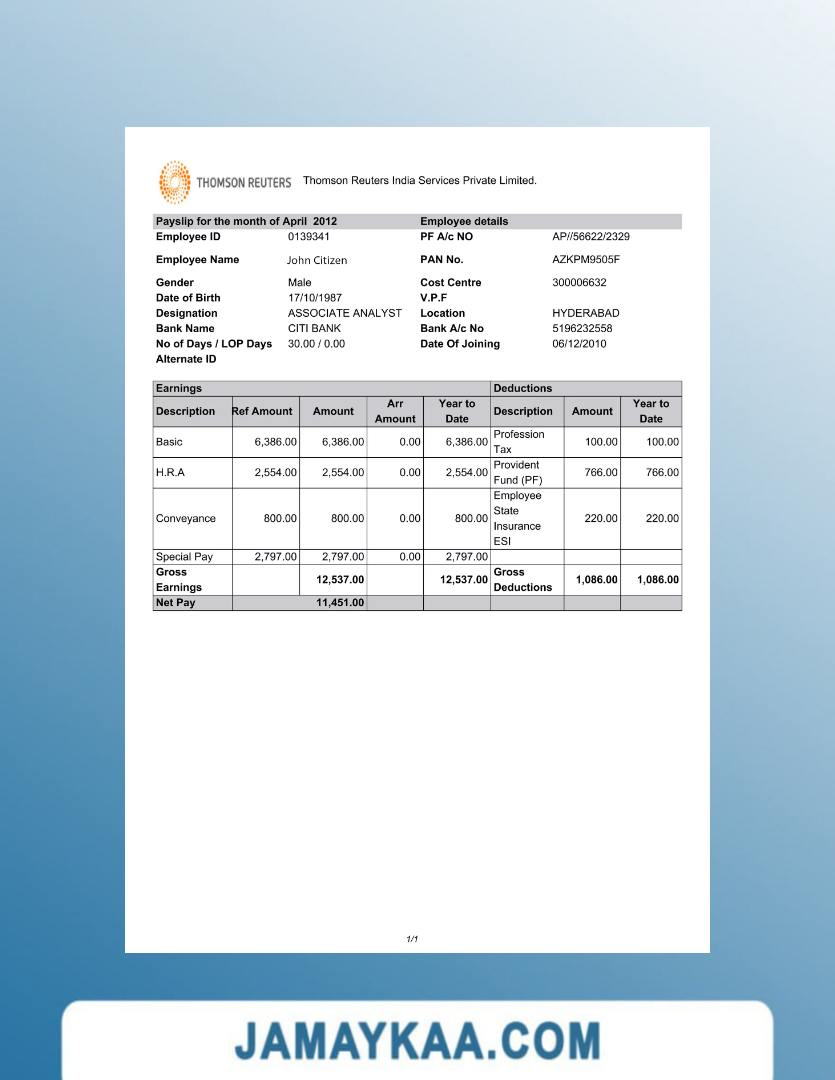 THOMSON REUTERS Thomson Reuters India Services Private Limited.
Payslip for the month of April 2012 Employee details
Employee ID 0139341 PF A/c NO AP//56622/2329
Employee Name John Citizen PAN No. AZKPM9505F
Gender Male Cost Centre 300006632
Date of Birth 17/10/1987 V.P.F
Designation ASSOCIATE ANALYST Location HYDERABAD
Bank Name CITI BANK Bank A/c No 5196232558
No of Days / LOP Days 30.00 / 0.00 Date Of Joining 06/12/2010
Alternate ID
Earnings Deductions
Description Ref Amount Amount Arr Amount Year to Date Description Amount Year to Date
Basic 6,386.00 6,386.00 0.00 6,386.00 Profession Tax 100.00 100.00
H.R.A 2,554.00 2,554.00 0.00 2,554.00 Provident Fund (PF) 766.00 766.00
Conveyance 800.00 800.00 0.00 800.00 Employee State Insurance ESI 220.00 220.00
Special Pay 2,797.00 2,797.00 0.00 2,797.00
Gross Earnings 12,537.00 12,537.00 Gross Deductions 1,086.00 1,086.00
Net Pay 11,451.00
1/1
JAMAYKAA.COM